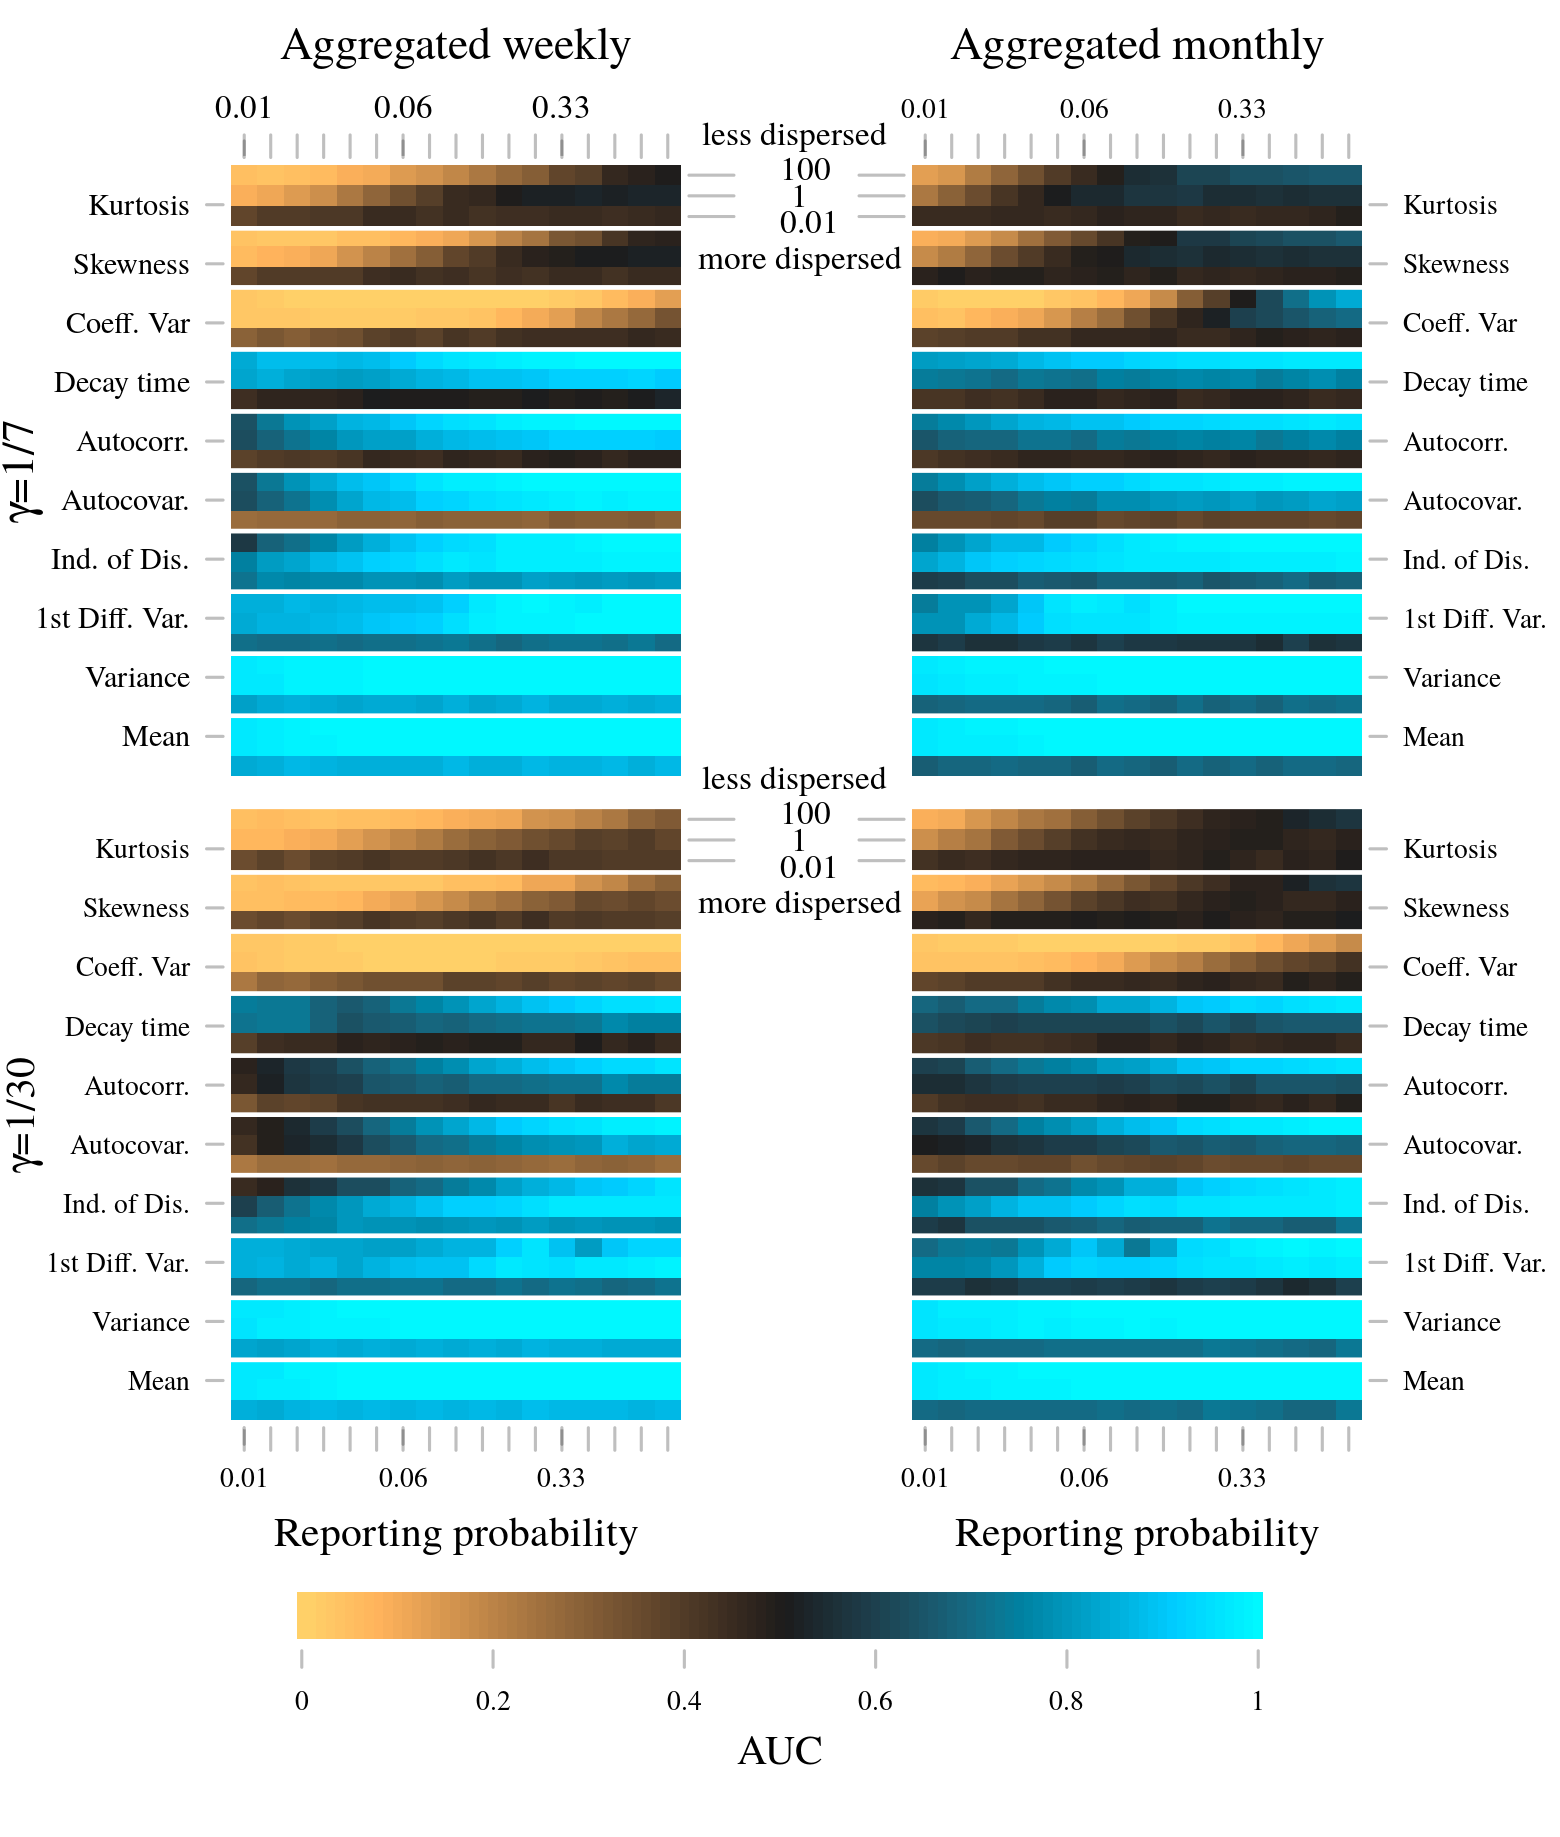 Aggregated weekly
Aggregated monthly
0.01 0.06 0.33
0.01 0.06 0.33
less dispersed
100
1
0.01
more dispersed
γ=1/7
Kurtosis
Skewness
Coeff. Var
Decay time
Autocorr.
Autocovar.
Ind. of Dis.
1st Diff. Var.
Variance
Mean
Kurtosis
Skewness
Coeff. Var
Decay time
Autocorr.
Autocovar.
Ind. of Dis.
1st Diff. Var.
Variance
Mean
less dispersed
100
1
0.01
more dispersed
γ=1/30
Kurtosis
Skewness
Coeff. Var
Decay time
Autocorr.
Autocovar.
Ind. of Dis.
1st Diff. Var.
Variance
Mean
Kurtosis
Skewness
Coeff. Var
Decay time
Autocorr.
Autocovar.
Ind. of Dis.
1st Diff. Var.
Variance
Mean
0.01 0.06 0.33
0.01 0.06 0.33
Reporting probability
Reporting probability
0 0.2 0.4 0.6 0.8 1
AUC